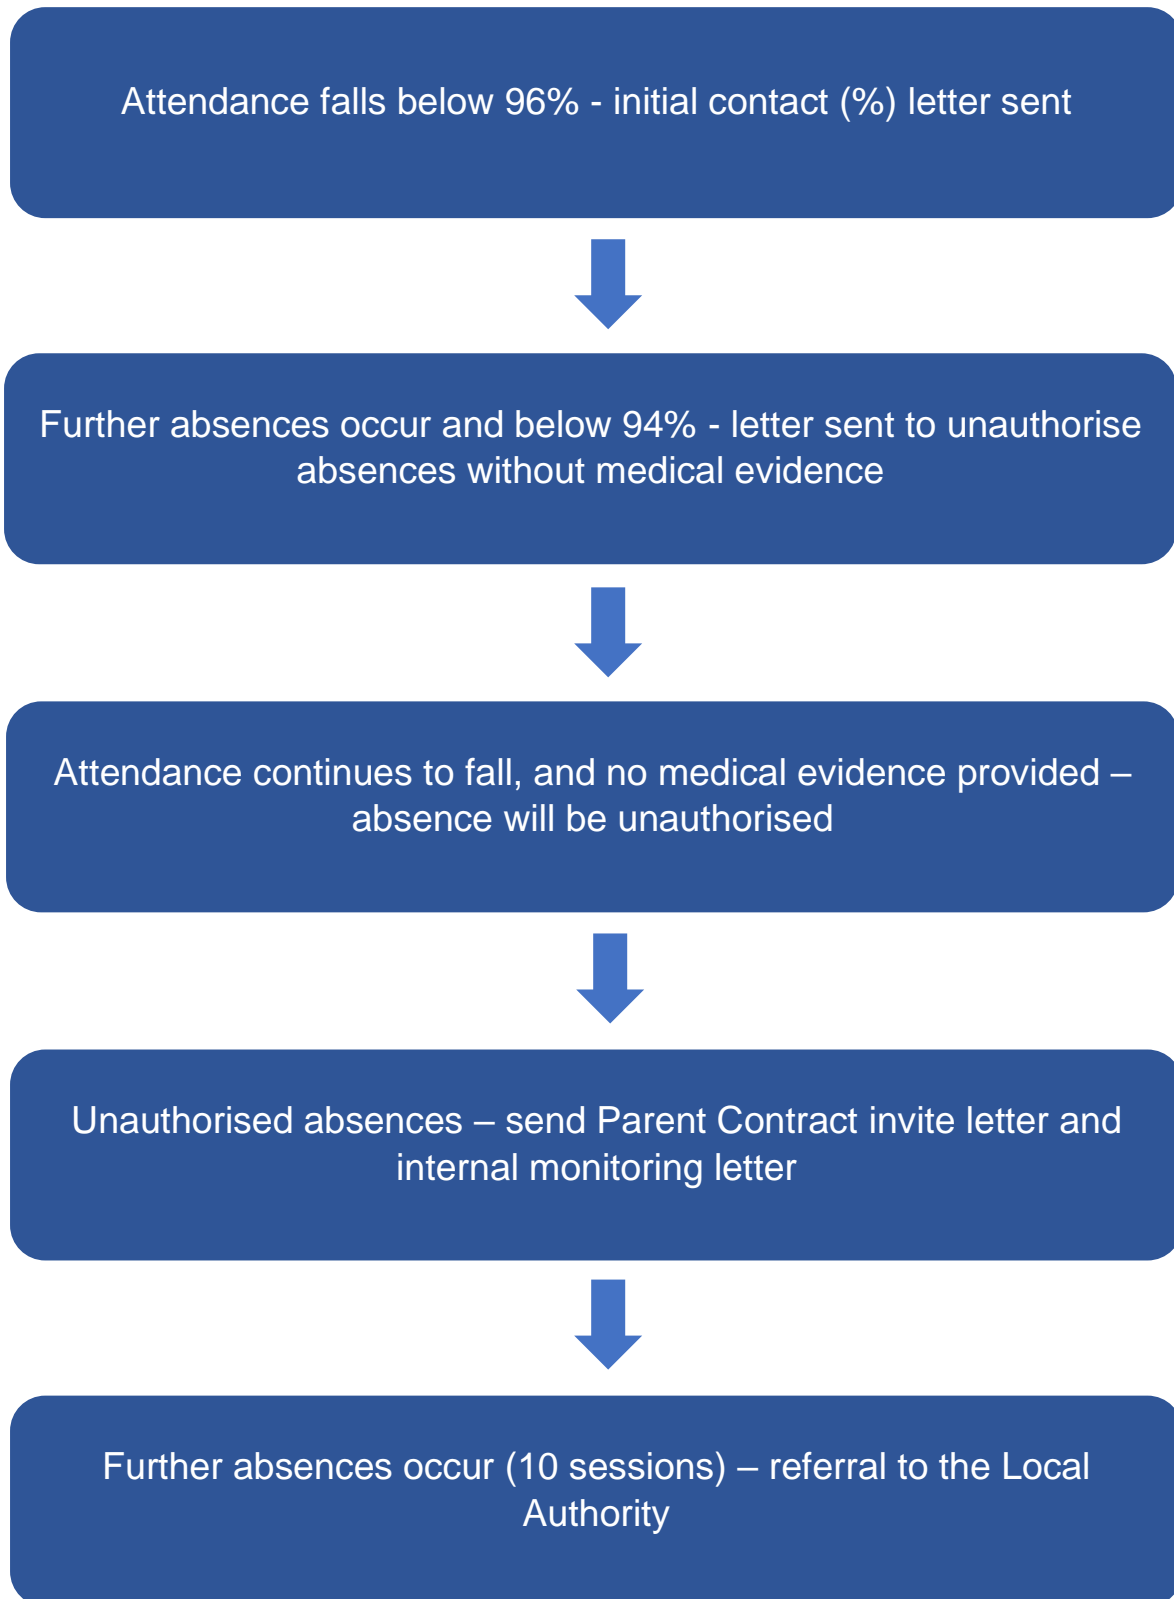 Attendance falls below 96% - initial contact (%) letter sent
Further absences occur and below 94% - letter sent to unauthorise
absences without medical evidence
Attendance continues to fall, and no medical evidence provided –
absence will be unauthorised
Unauthorised absences – send Parent Contract invite letter and
internal monitoring letter
Further absences occur (10 sessions) – referral to the Local
Authority